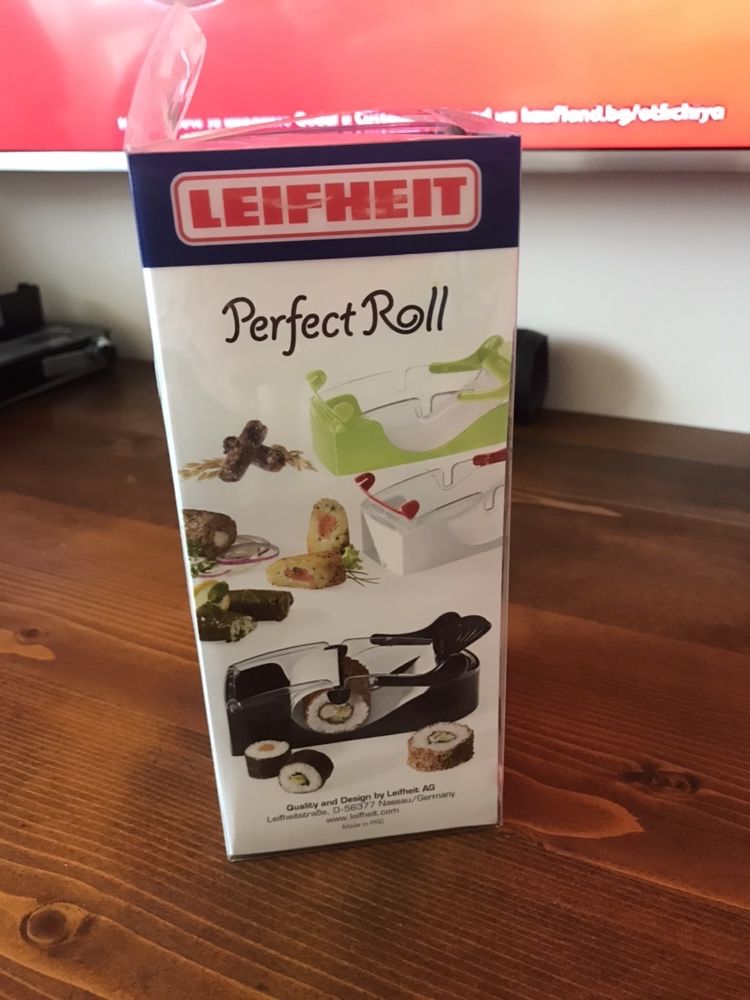 kaufland.bg/otlichiya
LEIFHEIT
Perfect Roll
Quality and Design by Leifheit AG
Leifheitstraße, D-56377 Nassau/Germany
www.leifheit.com
Made in PRC